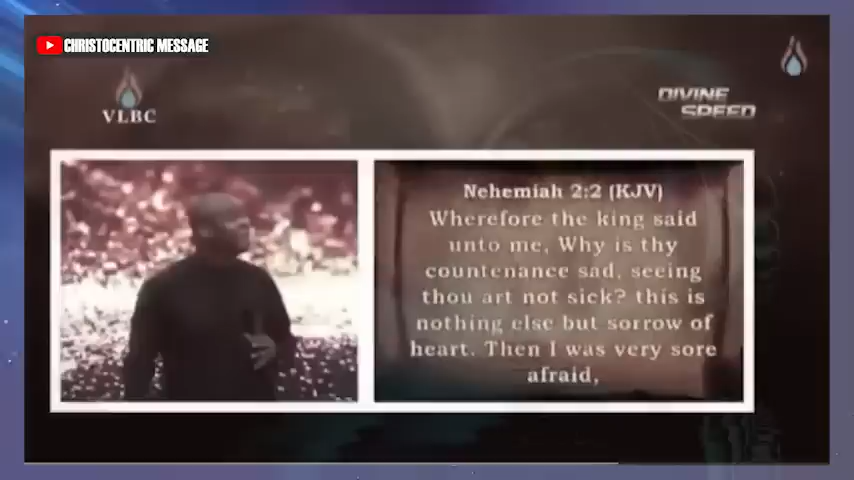 CHRISTOCENTRIC MESSAGE
VLBC
DIVINE
SPEED
Nehemiah 2:2 (KJV)
Wherefore the king said
unto me, Why is thy
countenance sad, seeing
thou art not sick? this is
nothing else but sorrow of
heart. Then I was very sore
afraid,